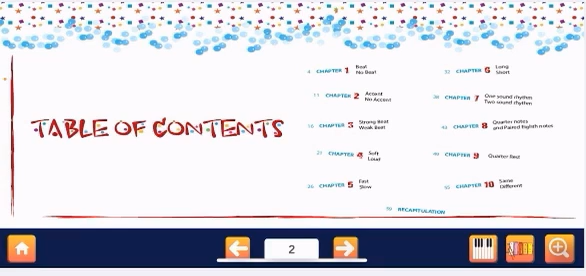 TABLE OF CONTENTS
4 CHAPTER 1 Beat
No Beat
11 CHAPTER 2 Accent
No Accent
CHAPTER 3 Strong Beat
Weak Beat
21 CHAPTER 4 Soft
Loud
26 CHAPTER 5 Fast
Slow
32 CHAPTER 6 Long
Short
CHAPTER 7 One sound rhythm
Two sound rhythm
CHAPTER 8 Quarter notes
and Paired Eighth notes
CHAPTER 9 Quarter Rest
CHAPTER 10 Same
Different
RECAPITULATION
2